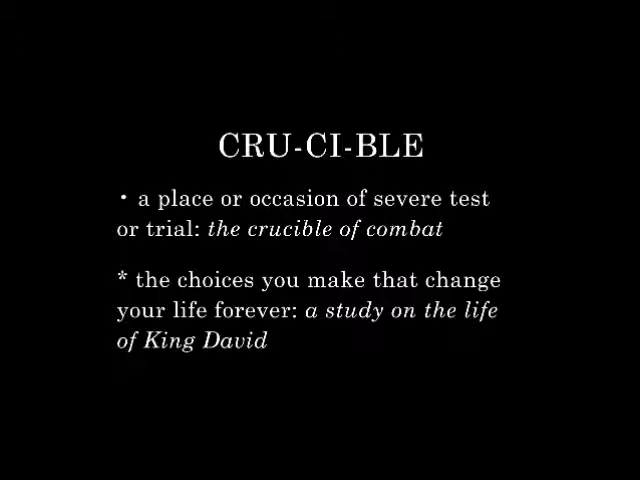 CRU-CI-BLE
• a place or occasion of severe test
or trial: the crucible of combat
* the choices you make that change
your life forever: a study on the life
of King David